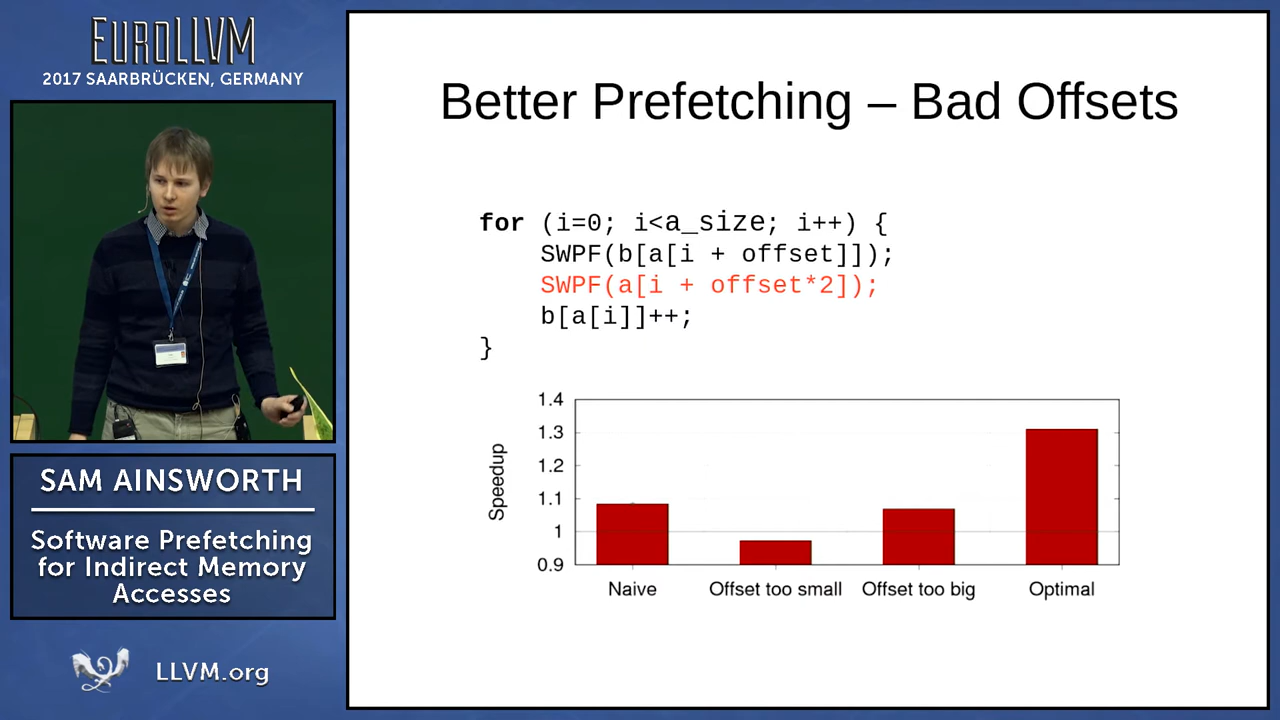 EUROLLVM
2017 SAARBRÜCKEN, GERMANY
SAM AINSWORTH
Software Prefetching
for Indirect Memory
Accesses
LLVM.org
Better Prefetching – Bad Offsets
for (i=0; i<a_size; i++) {
SWPF(b[a[i + offset]]);
SWPF(a[i + offset*2]);
b[a[i]]++;
}
Speedup
1.4
1.3
1.2
1.1
1
0.9
Naive Offset too small Offset too big Optimal